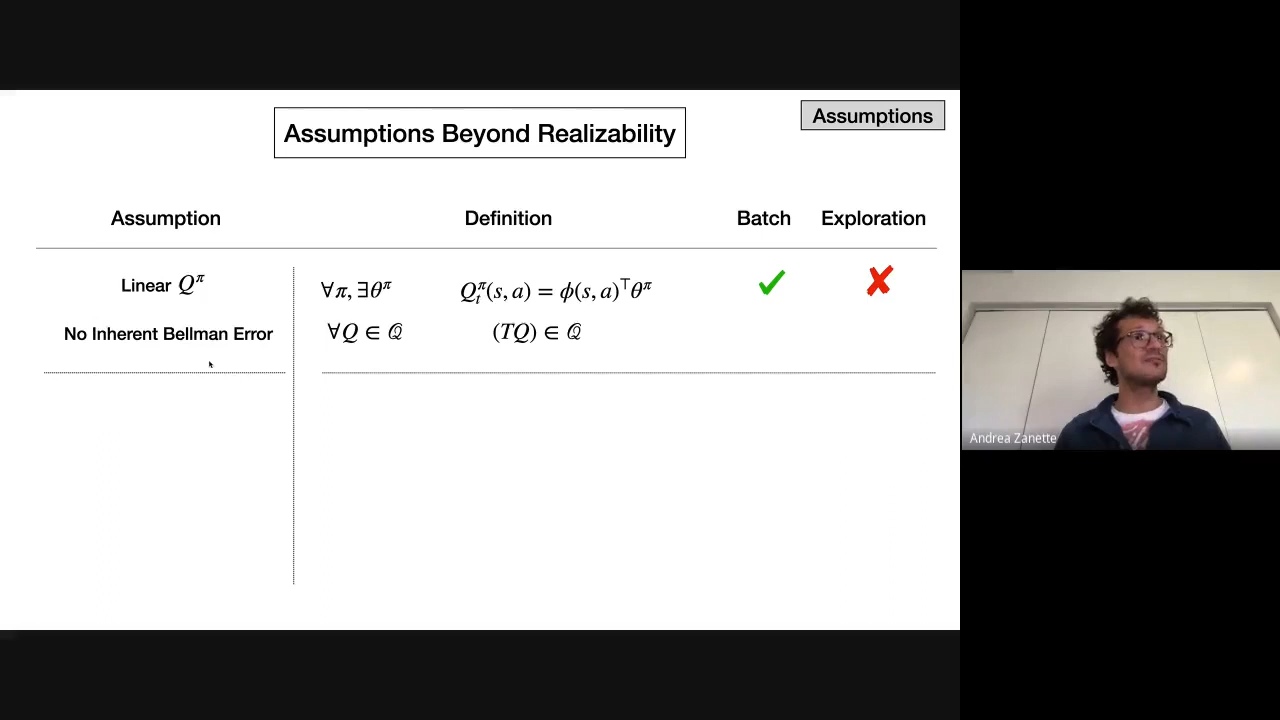 Assumptions
Assumptions Beyond Realizability
Assumption Definition Batch Exploration
Linear Q^π ∀π, ∃θ^π Q_t^π(s, a) = ϕ(s, a)^⊤θ^π ✓ ✘
No Inherent Bellman Error ∀Q ∈ 𝒬 (TQ) ∈ 𝒬
Andrea Zanette